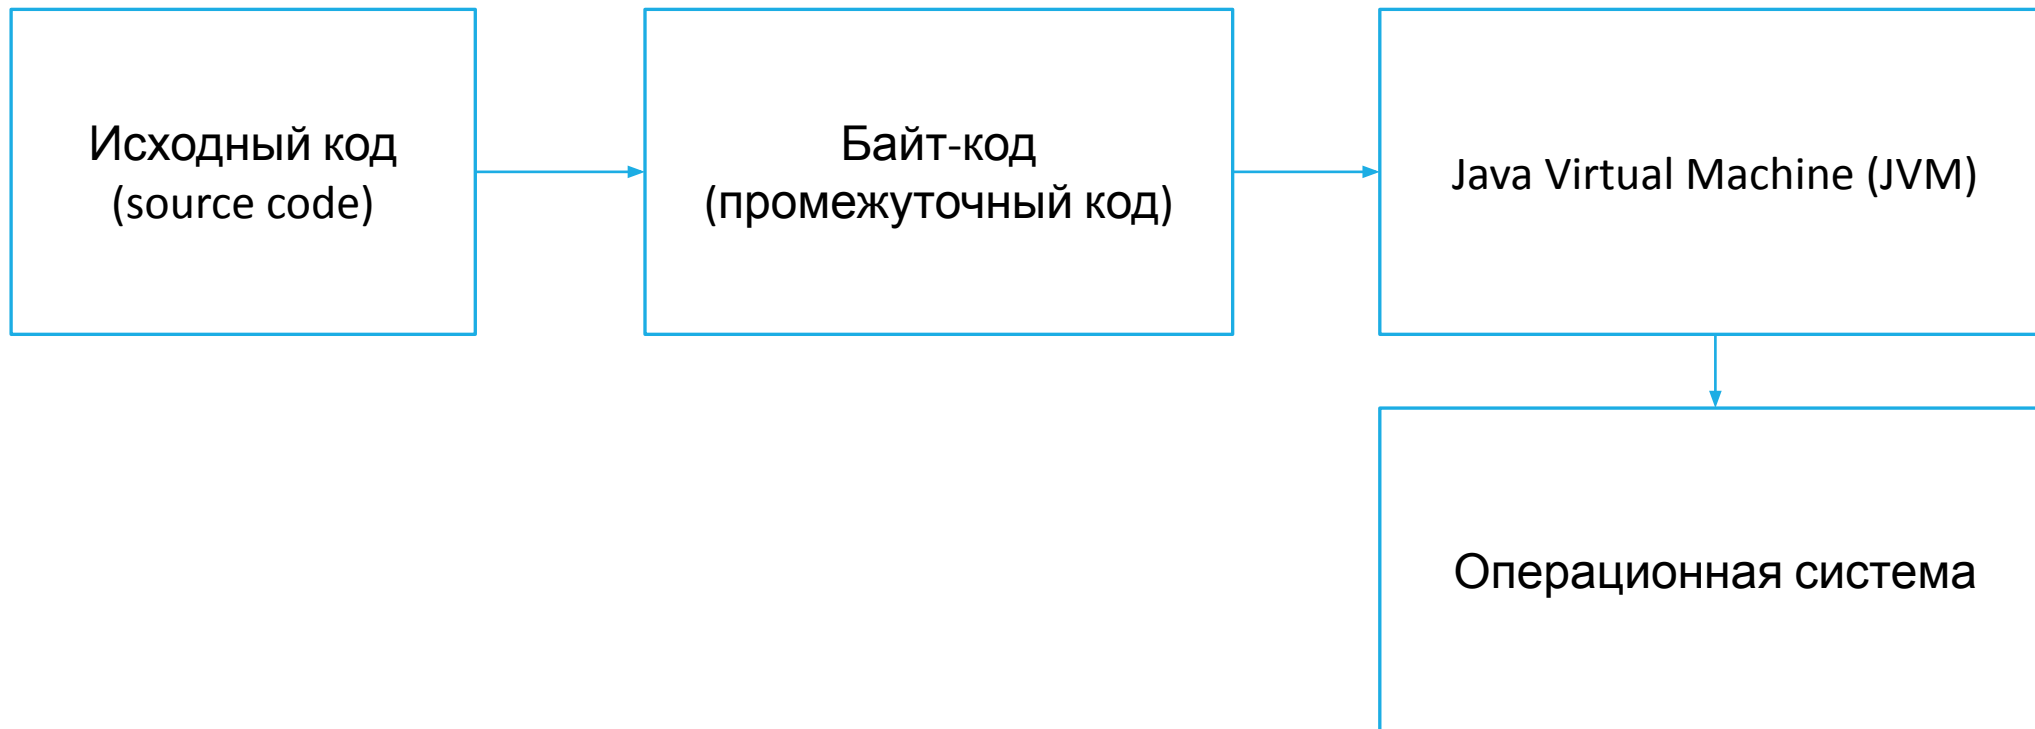 Исходный код
(source code)
Байт-код
(промежуточный код)
Java Virtual Machine (JVM)
Операционная система